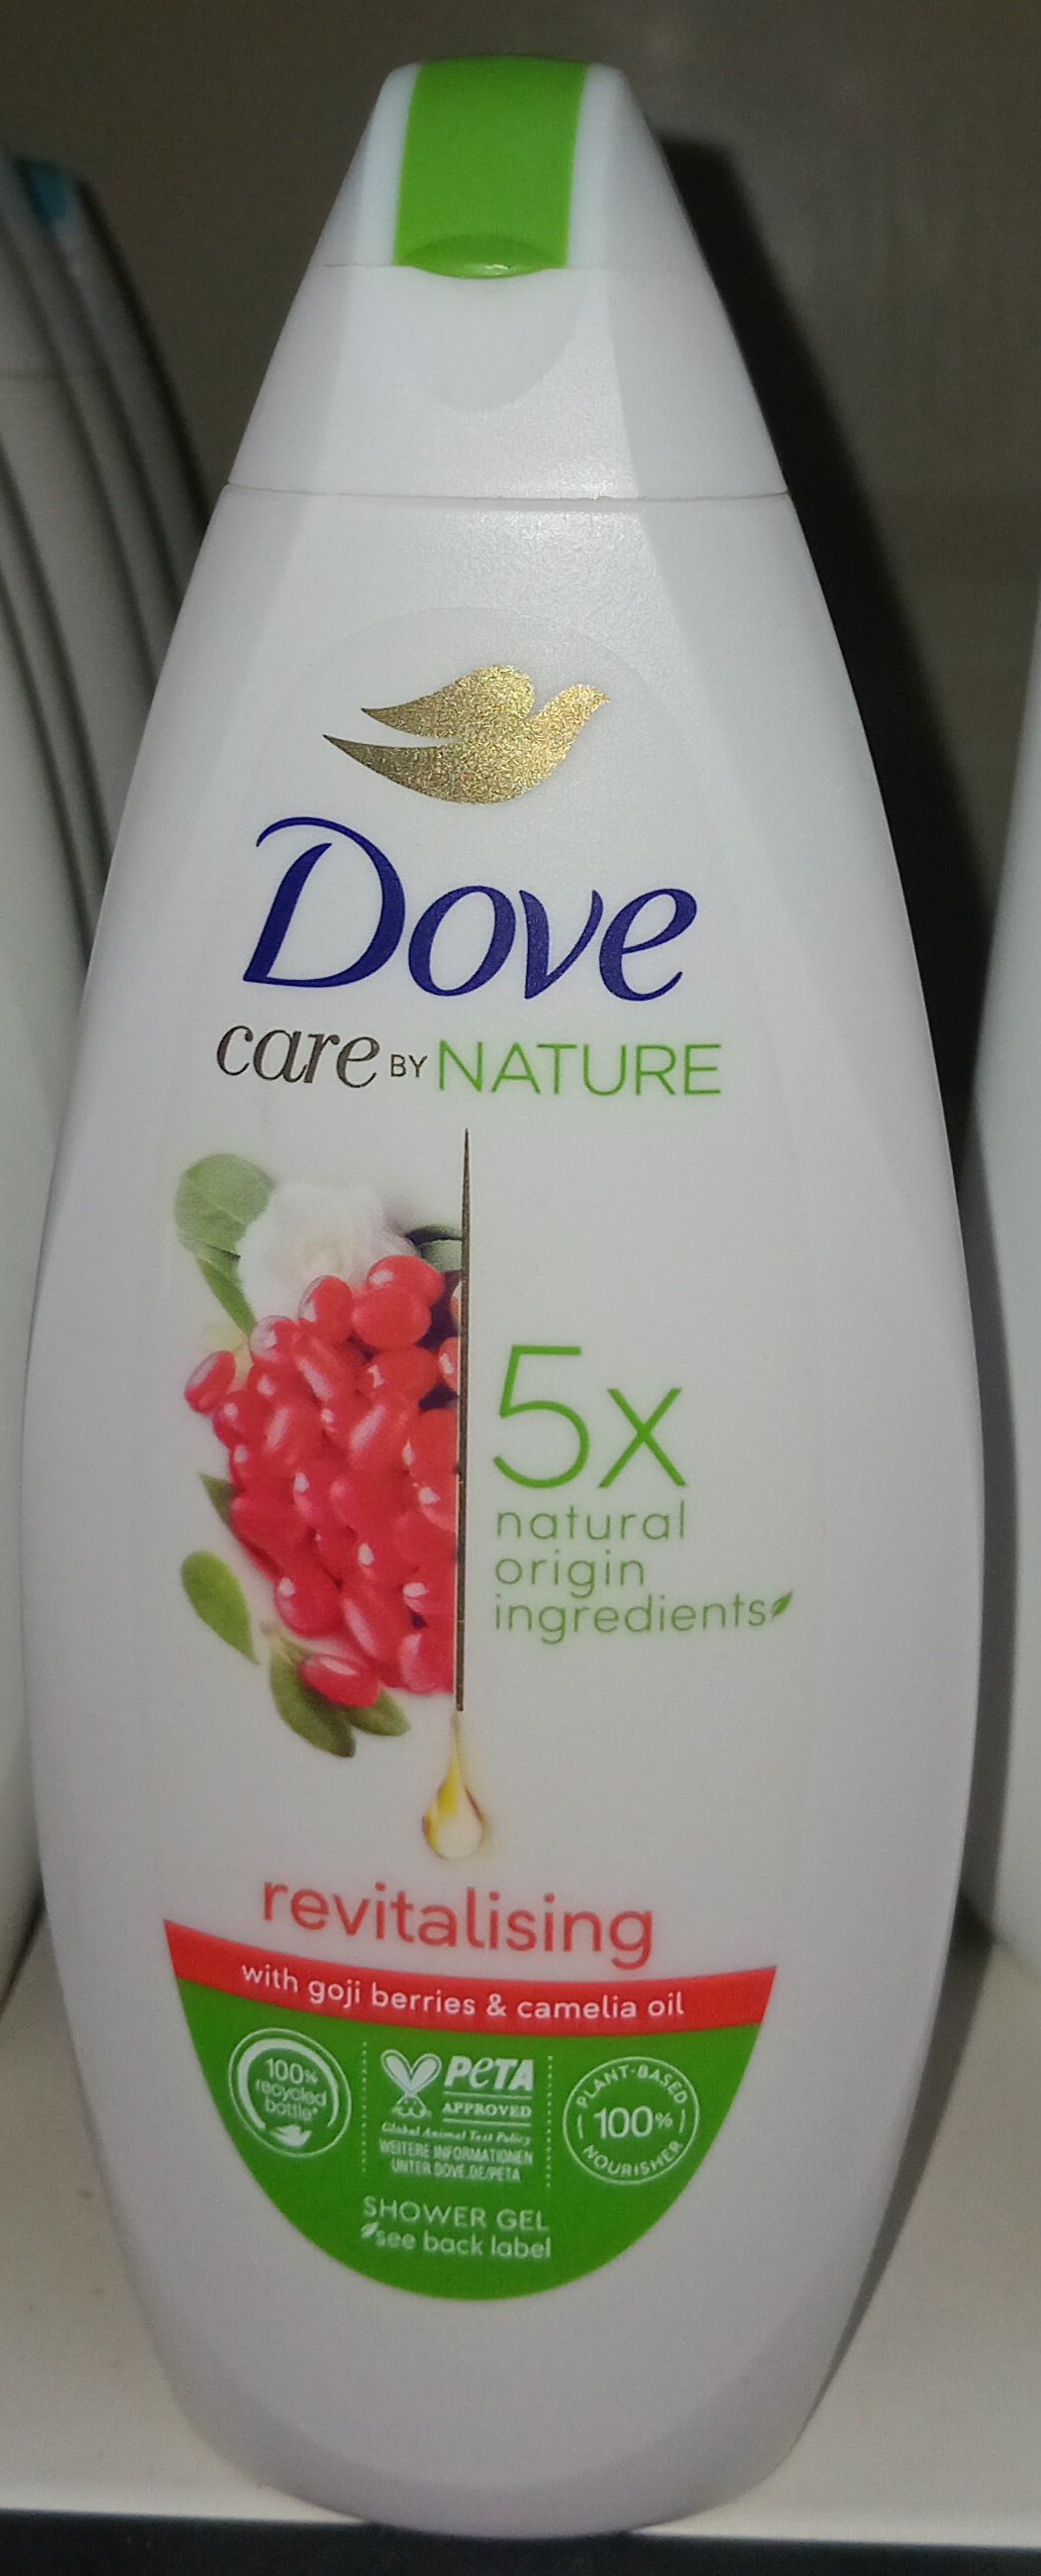 Dove
care BY NATURE
5x
natural
origin
ingredients
revitalising
with goji berries & camelia oil
100%
recycled
bottle*
PETA
APPROVED
Global Animal Test Policy
WEITERE INFORMATIONEN
UNTER DOVE.DE/PETA
PLANT-BASED
100%
NOURISHER
SHOWER GEL
see back label